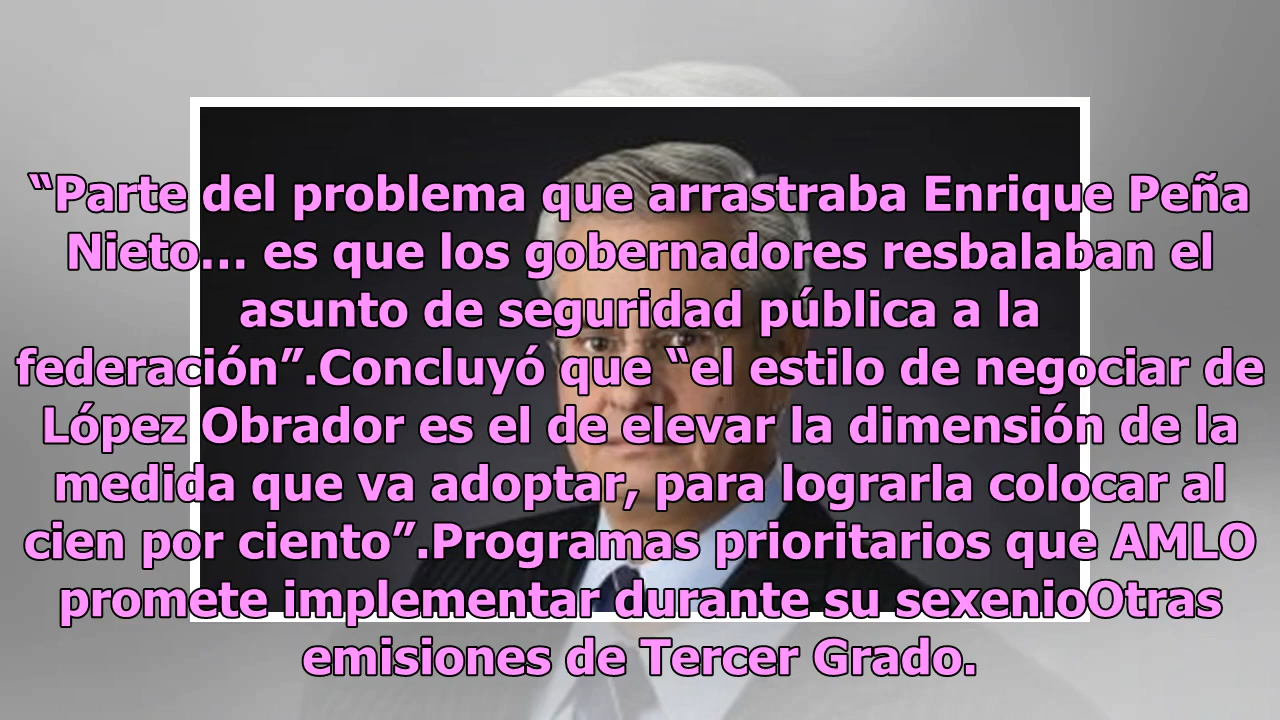 “Parte del problema que arrastraba Enrique Peña
Nieto... es que los gobernadores resbalaban el
asunto de seguridad pública a la
federación”.Concluyó que “el estilo de negociar de
López Obrador es el de elevar la dimensión de la
medida que va adoptar, para lograrla colocar al
cien por ciento”.Programas prioritarios que AMLO
promete implementar durante su sexenioOtras
emisiones de Tercer Grado.